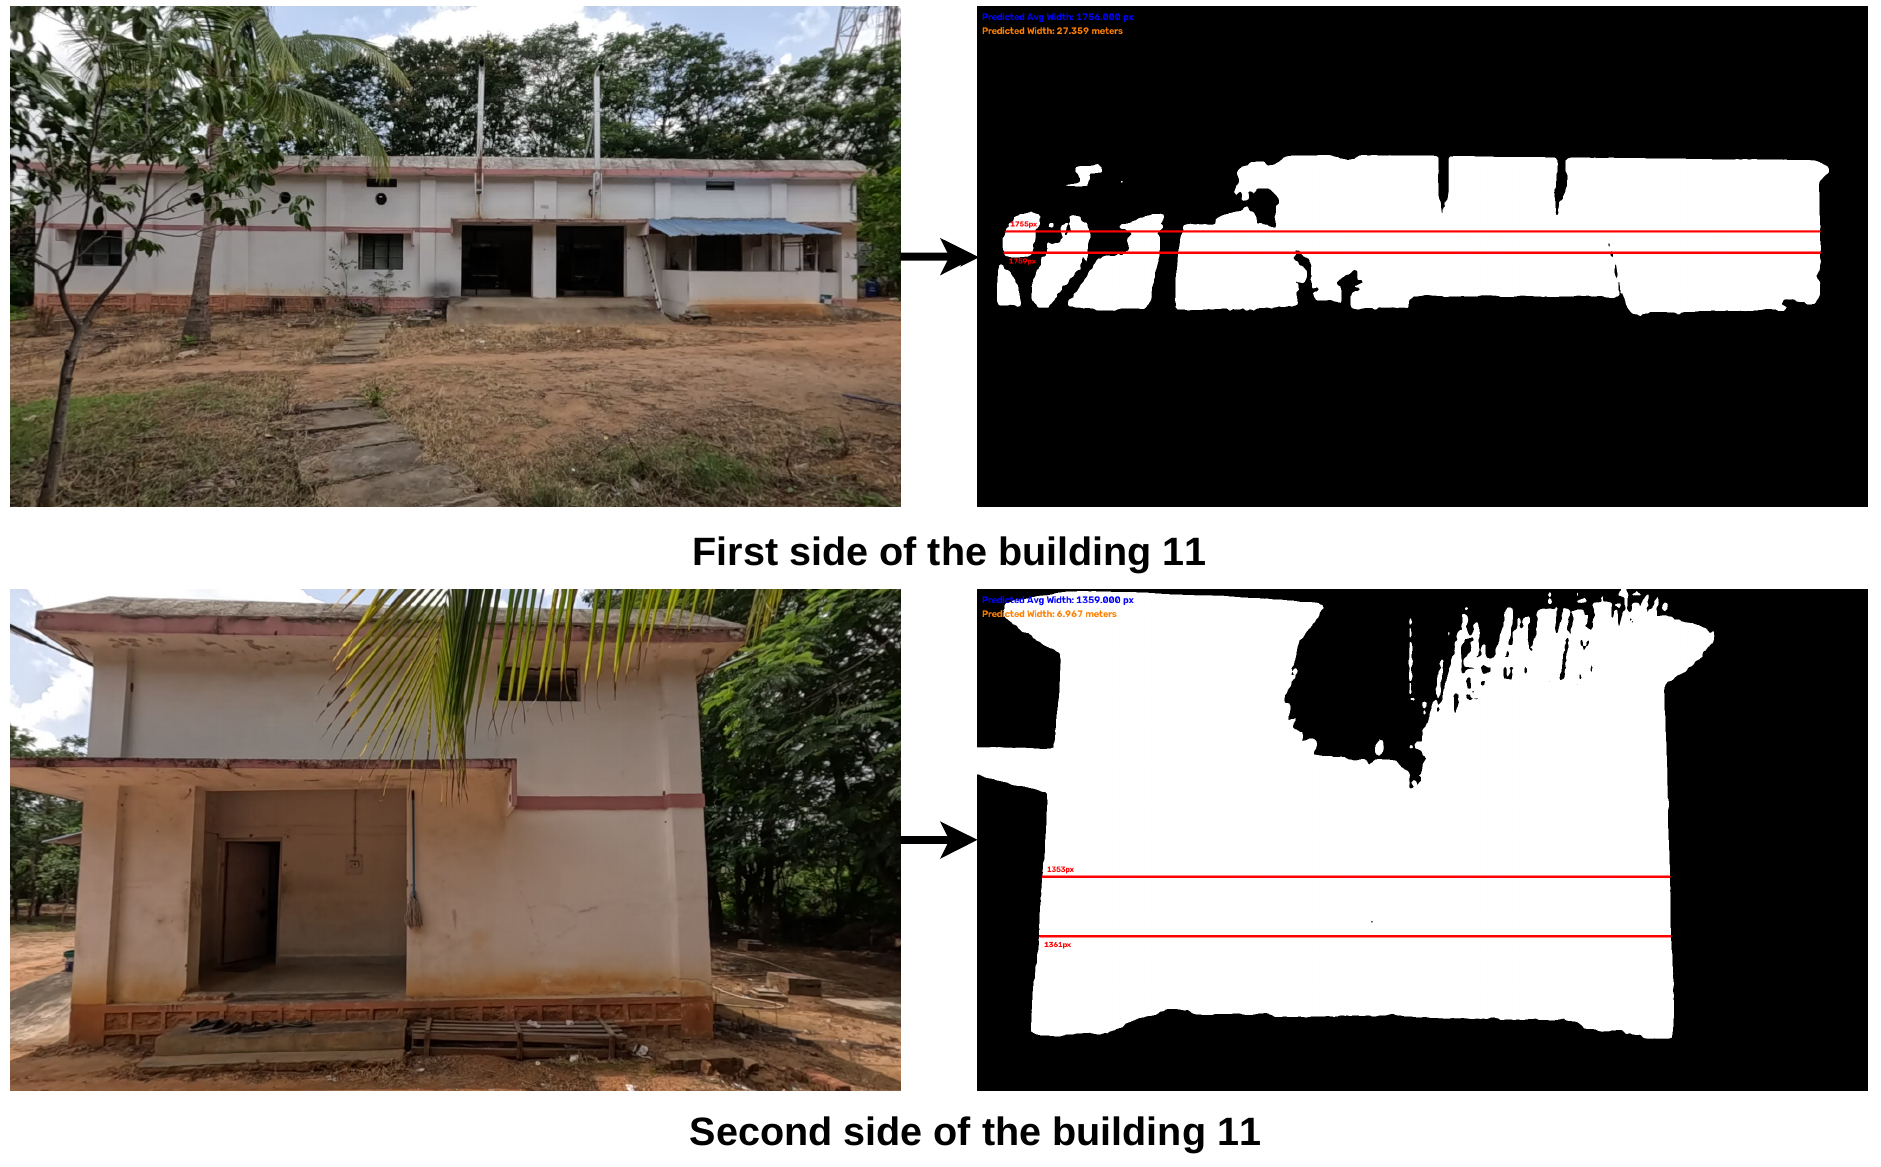 Predicted Avg Width: 1756.000 px
Predicted Width: 27.359 meters
1755px
1759px
First side of the building 11
Predicted Avg Width: 1359.000 px
Predicted Width: 6.967 meters
1353px
1361px
Second side of the building 11